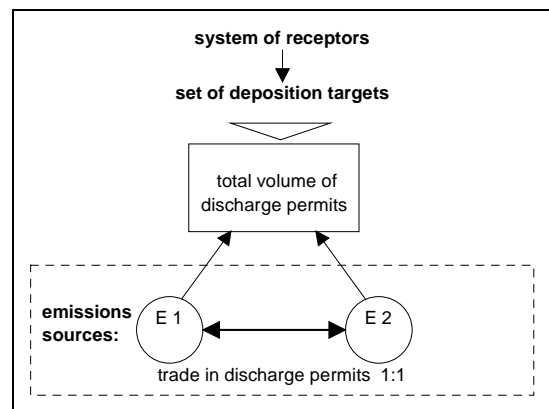 system of receptors
set of deposition targets
total volume of
discharge permits
emissions
sources:
E 1
E 2
trade in discharge permits 1:1